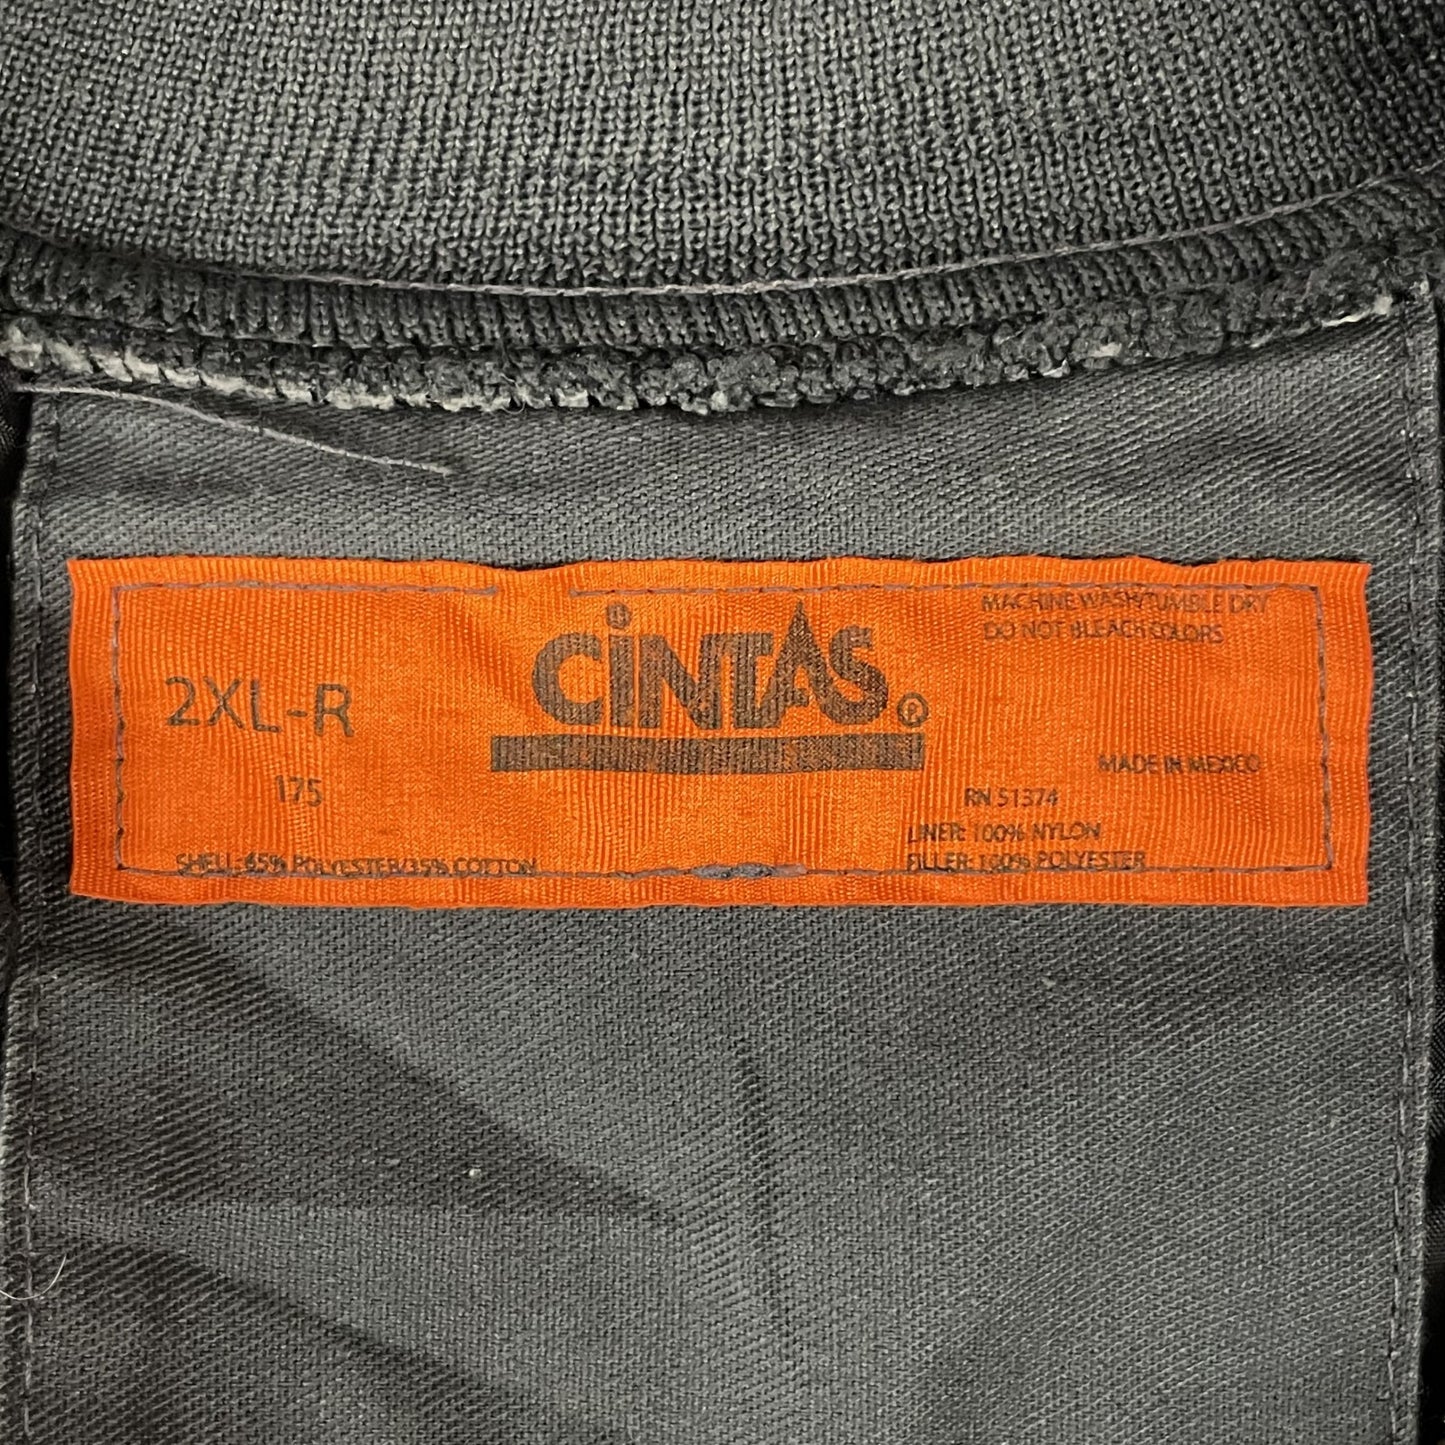 2XL-R
175
SHELL: 65% POLYESTER/35% COTTON
CINTAS®
MACHINE WASH/TUMBLE DRY
DO NOT BLEACH COLORS
MADE IN MEXICO
RN 51374
LINER: 100% NYLON
FILLER: 100% POLYESTER